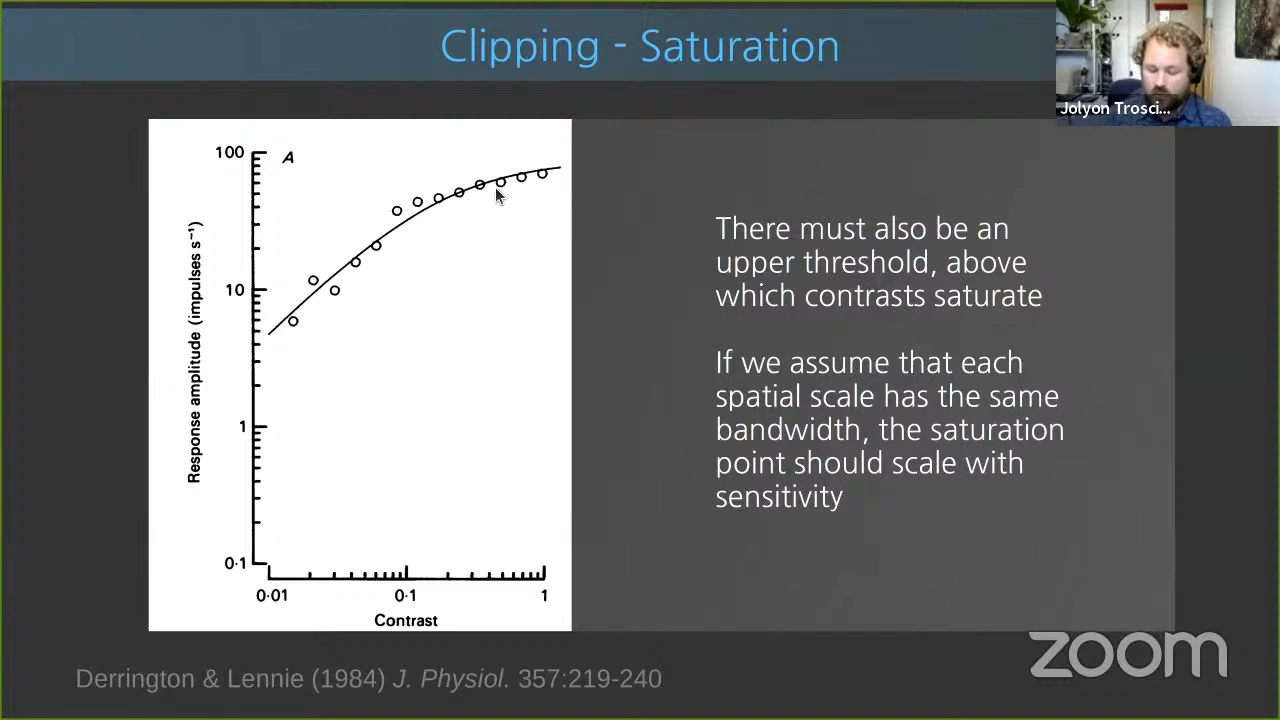 Clipping - Saturation
Jolyon Trosci...
100
A
10
1
0·1
Response amplitude (impulses s⁻¹)
0·01
0·1
1
Contrast
There must also be an
upper threshold, above
which contrasts saturate
If we assume that each
spatial scale has the same
bandwidth, the saturation
point should scale with
sensitivity
Derrington & Lennie (1984) J. Physiol. 357:219-240
zoom